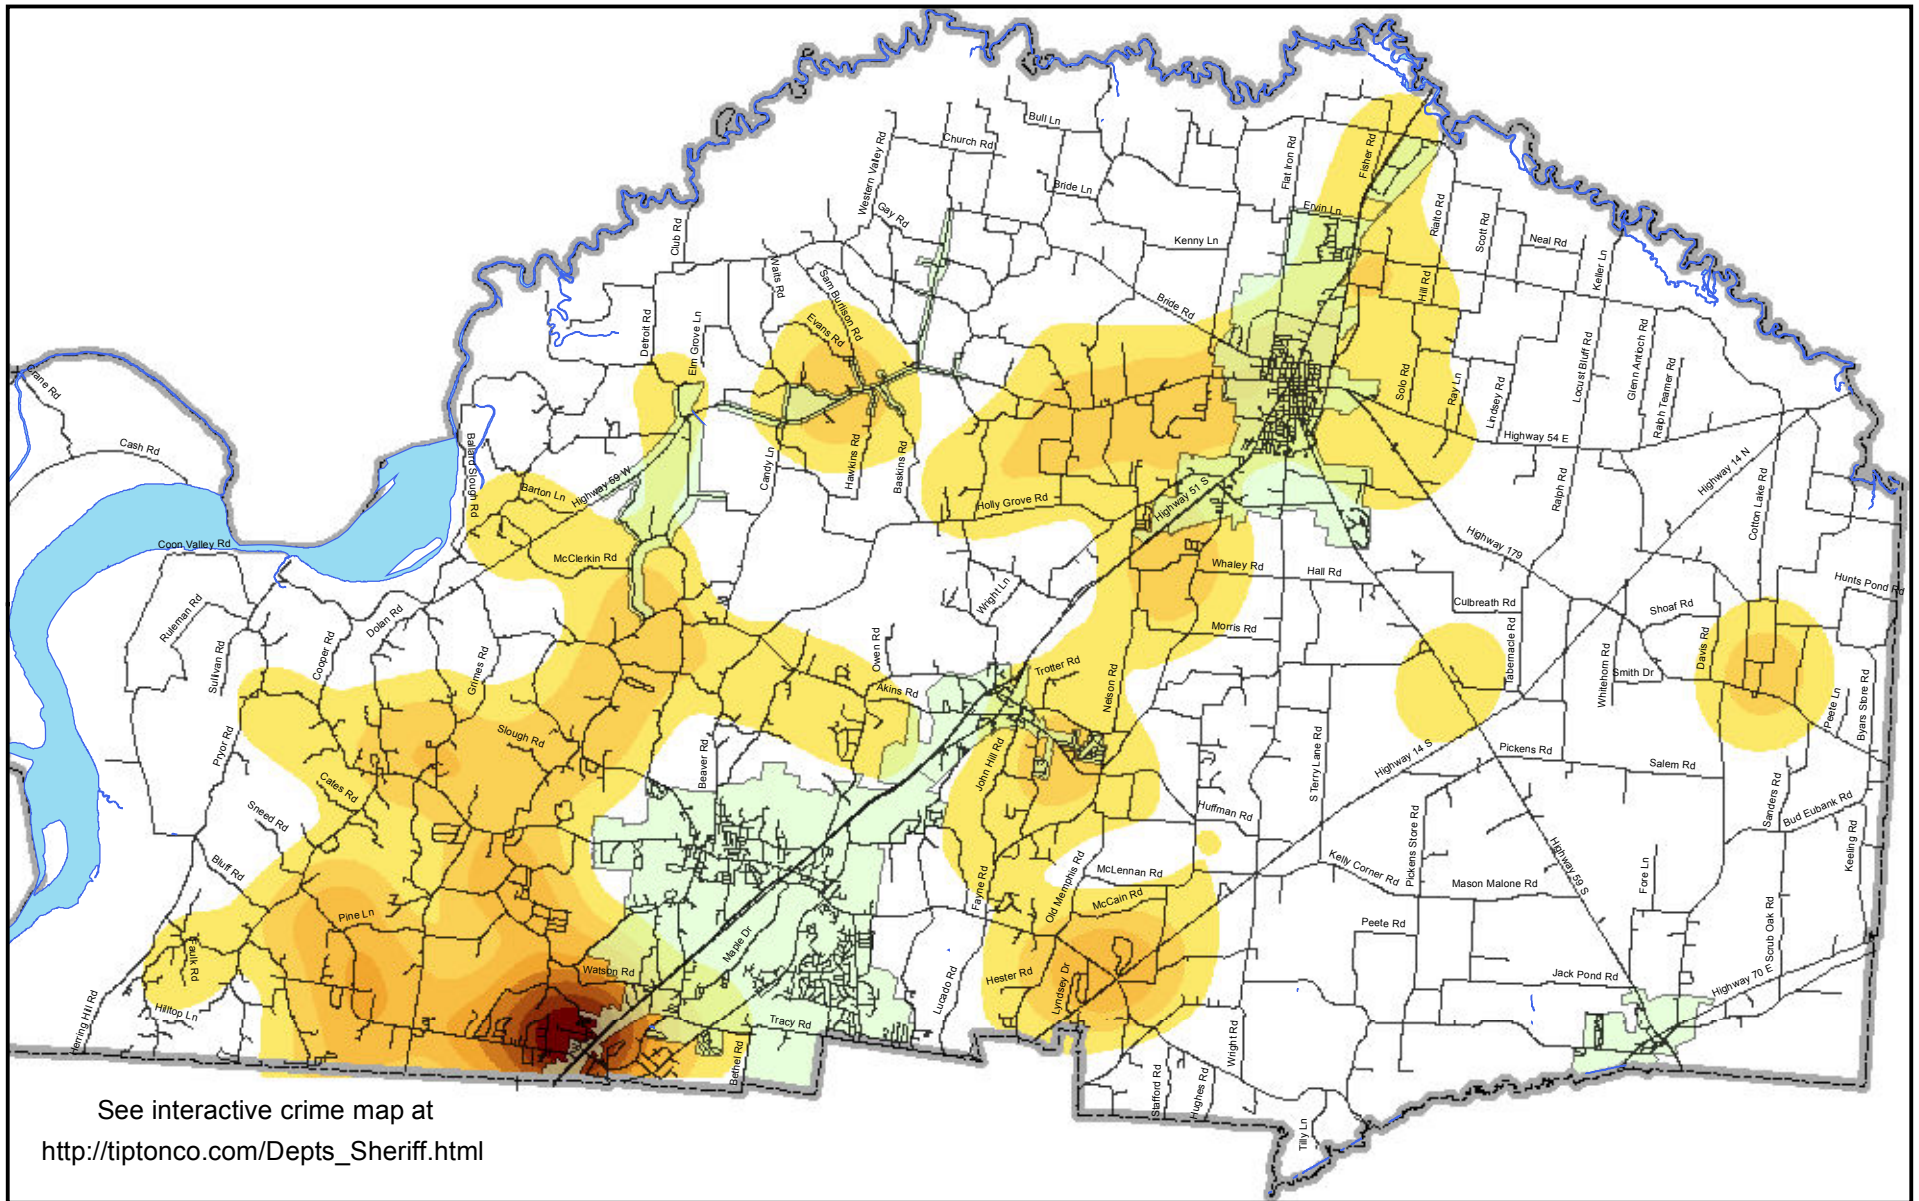 Bull Ln
Church Rd
Western Valley Rd
Flat Iron Rd
Fisher Rd
Bride Ln
Gay Rd
Ervin Ln
Rialto Rd
Scott Rd
Club Rd
Kenny Ln
Neal Rd
Keller Ln
Waits Rd
Sam Burlison Rd
Hill Rd
Bride Rd
Detroit Rd
Elm Grove Ln
Evans Rd
Locust Bluff Rd
Glenn Antioch Rd
Ralph Teamer Rd
Crane Rd
Solo Rd
Ray Ln
Lindsey Rd
Cash Rd
Ballard Slough Rd
Highway 54 E
Candy Ln
Hawkins Rd
Baskins Rd
Highway 59 W
Barton Ln
Holly Grove Rd
Highway 51 S
Ralph Rd
Highway 14 N
Cotton Lake Rd
Coon Valley Rd
McClerkin Rd
Highway 179
Whaley Rd
Hall Rd
Hunts Pond Rd
Wright Ln
Culbreath Rd
Shoaf Rd
Ruleman Rd
Dolan Rd
Morris Rd
Sullivan Rd
Cooper Rd
Grimes Rd
Owen Rd
Trotter Rd
Tabernacle Rd
Whitehorn Rd
Smith Dr
Davis Rd
Akins Rd
Nelson Rd
Peete Ln
Byars Store Rd
Pryor Rd
Slough Rd
Beaver Rd
John Hill Rd
S Terry Lane Rd
Highway 14 S
Pickens Rd
Salem Rd
Cates Rd
Sneed Rd
Huffman Rd
Pickens Store Rd
Sanders Rd
Bud Eubank Rd
Keeling Rd
Bluff Rd
Fayne Rd
Old Memphis Rd
McLennan Rd
Kelly Corner Rd
Mason Malone Rd
Highway 59 S
Fore Ln
McCain Rd
Pine Ln
Peete Rd
Scrub Oak Rd
Faulk Rd
Maple Dr
Watson Rd
Hester Rd
Lyndsey Dr
Jack Pond Rd
Highway 70 E
Lucado Rd
Herring Hill Rd
Hilltop Ln
Tracy Rd
Bethel Rd
Wright Rd
Stafford Rd
Hughes Rd
Tilly Ln
See interactive crime map at
http://tiptonco.com/Depts_Sheriff.html